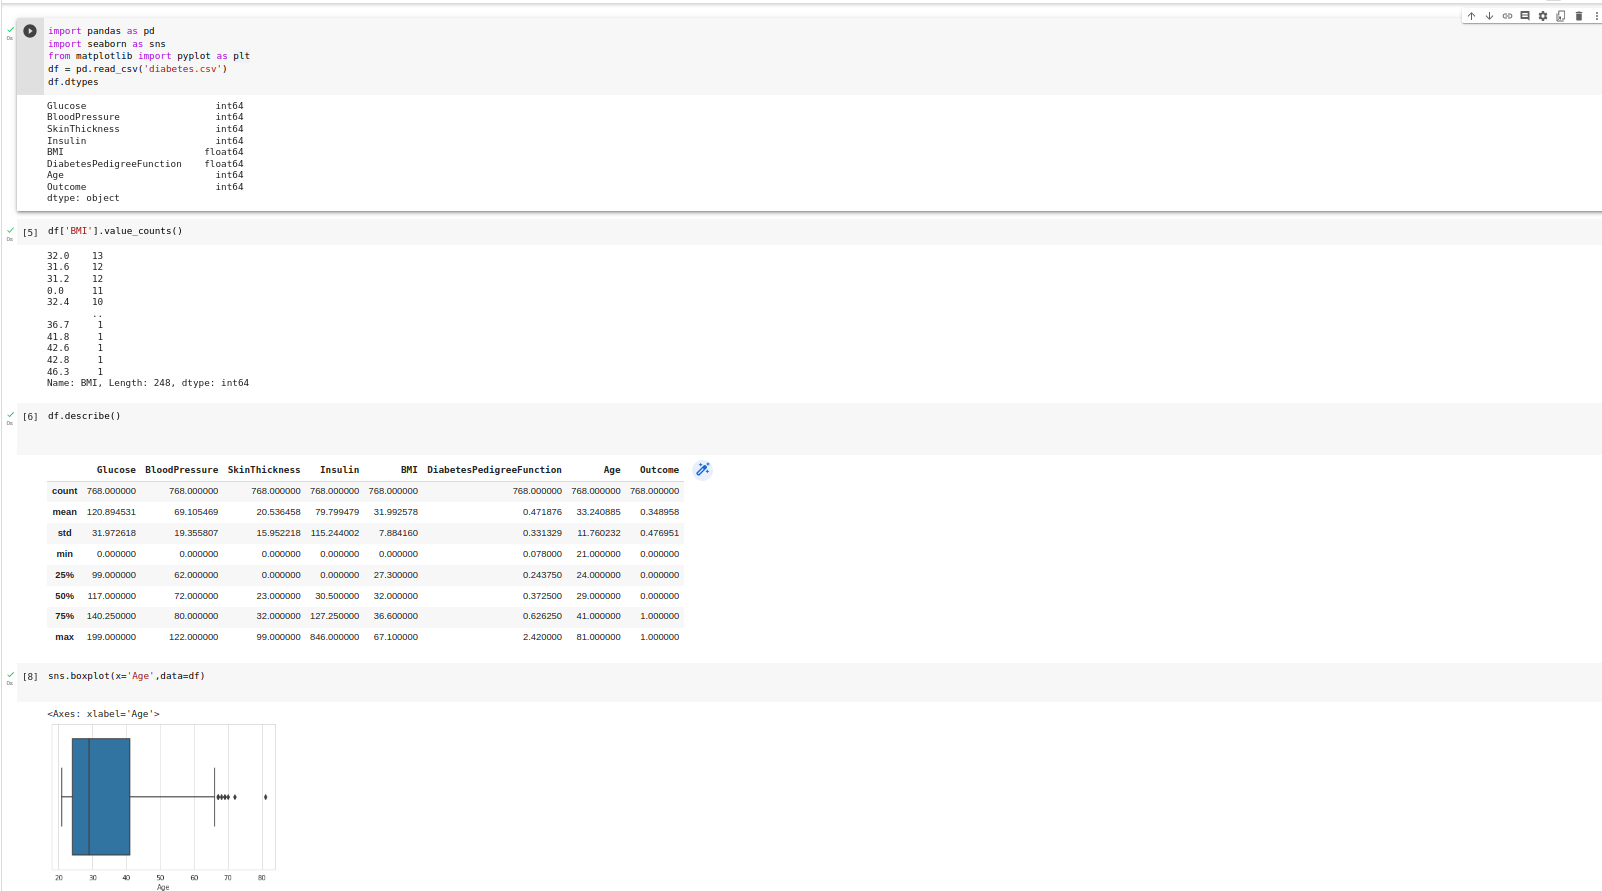 import pandas as pd
import seaborn as sns
from matplotlib import pyplot as plt
df = pd.read_csv('diabetes.csv')
df.dtypes
0s
Glucose int64
BloodPressure int64
SkinThickness int64
Insulin int64
BMI float64
DiabetesPedigreeFunction float64
Age int64
Outcome int64
dtype: object
[5] df['BMI'].value_counts()
0s
32.0 13
31.6 12
31.2 12
0.0 11
32.4 10
..
36.7 1
41.8 1
42.6 1
42.8 1
46.3 1
Name: BMI, Length: 248, dtype: int64
[6] df.describe()
0s
Glucose BloodPressure SkinThickness Insulin BMI DiabetesPedigreeFunction Age Outcome
count 768.000000 768.000000 768.000000 768.000000 768.000000 768.000000 768.000000 768.000000
mean 120.894531 69.105469 20.536458 79.799479 31.992578 0.471876 33.240885 0.348958
std 31.972618 19.355807 15.952218 115.244002 7.884160 0.331329 11.760232 0.476951
min 0.000000 0.000000 0.000000 0.000000 0.000000 0.078000 21.000000 0.000000
25% 99.000000 62.000000 0.000000 0.000000 27.300000 0.243750 24.000000 0.000000
50% 117.000000 72.000000 23.000000 30.500000 32.000000 0.372500 29.000000 0.000000
75% 140.250000 80.000000 32.000000 127.250000 36.600000 0.626250 41.000000 1.000000
max 199.000000 122.000000 99.000000 846.000000 67.100000 2.420000 81.000000 1.000000
[8] sns.boxplot(x='Age',data=df)
0s
<Axes: xlabel='Age'>
20 30 40 50 60 70 80
Age